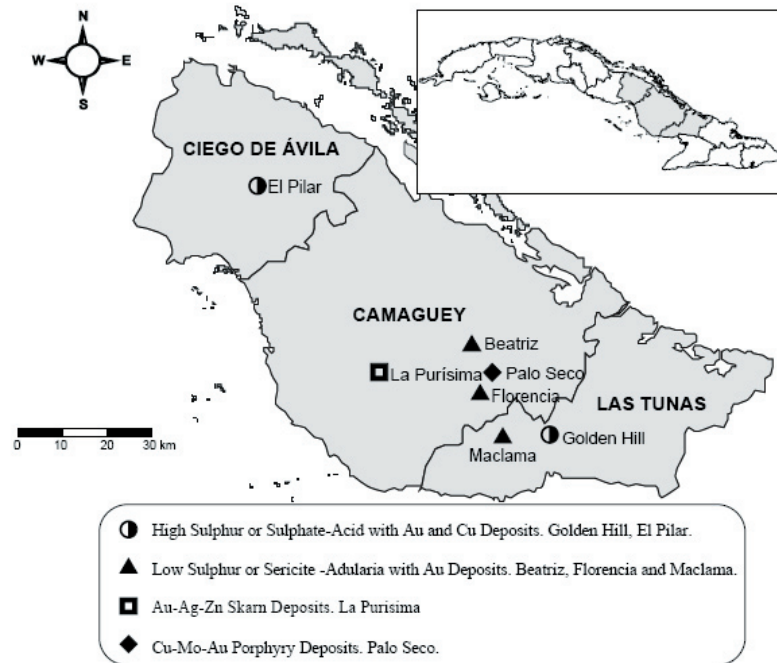 N
W E
S
CIEGO DE ÁVILA
El Pilar
CAMAGUEY
Beatriz
La Purísima
Palo Seco
Florencia
LAS TUNAS
Golden Hill
Maclama
0 10 20 30 km
High Sulphur or Sulphate-Acid with Au and Cu Deposits. Golden Hill, El Pilar.
Low Sulphur or Sericite -Adularia with Au Deposits. Beatriz, Florencia and Maclama.
Au-Ag-Zn Skarn Deposits. La Purisima
Cu-Mo-Au Porphyry Deposits. Palo Seco.